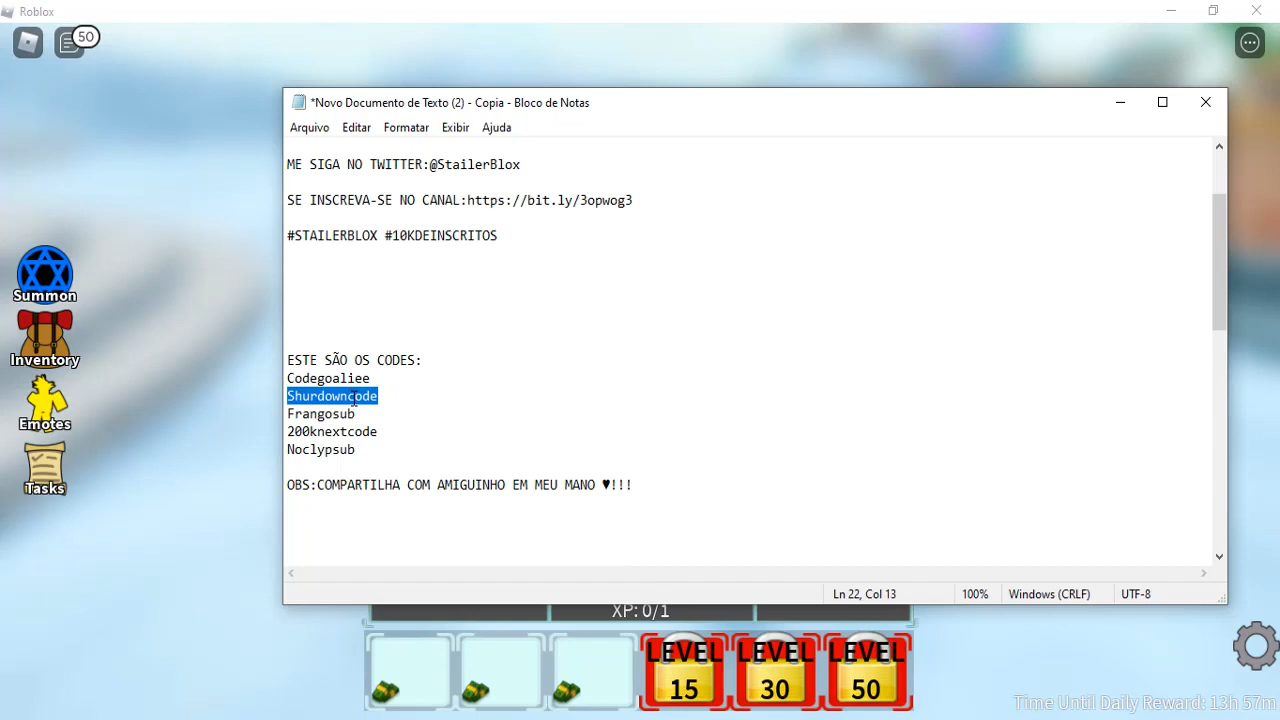 Roblox
50
*Novo Documento de Texto (2) - Copia - Bloco de Notas
Arquivo Editar Formatar Exibir Ajuda
ME SIGA NO TWITTER:@StailerBlox
SE INSCREVA-SE NO CANAL:https://bit.ly/3opwog3
#STAILERBLOX #10KDEINSCRITOS
ESTE SÃO OS CODES:
Codegoaliee
Shurdowncode
Frangosub
200knextcode
Noclypsub
OBS:COMPARTILHA COM AMIGUINHO EM MEU MANO ♥!!!
Ln 22, Col 13 100% Windows (CRLF) UTF-8
Summon
Inventory
Emotes
Tasks
XP: 0/1
LEVEL 15
LEVEL 30
LEVEL 50
Time Until Daily Reward: 13h 57m